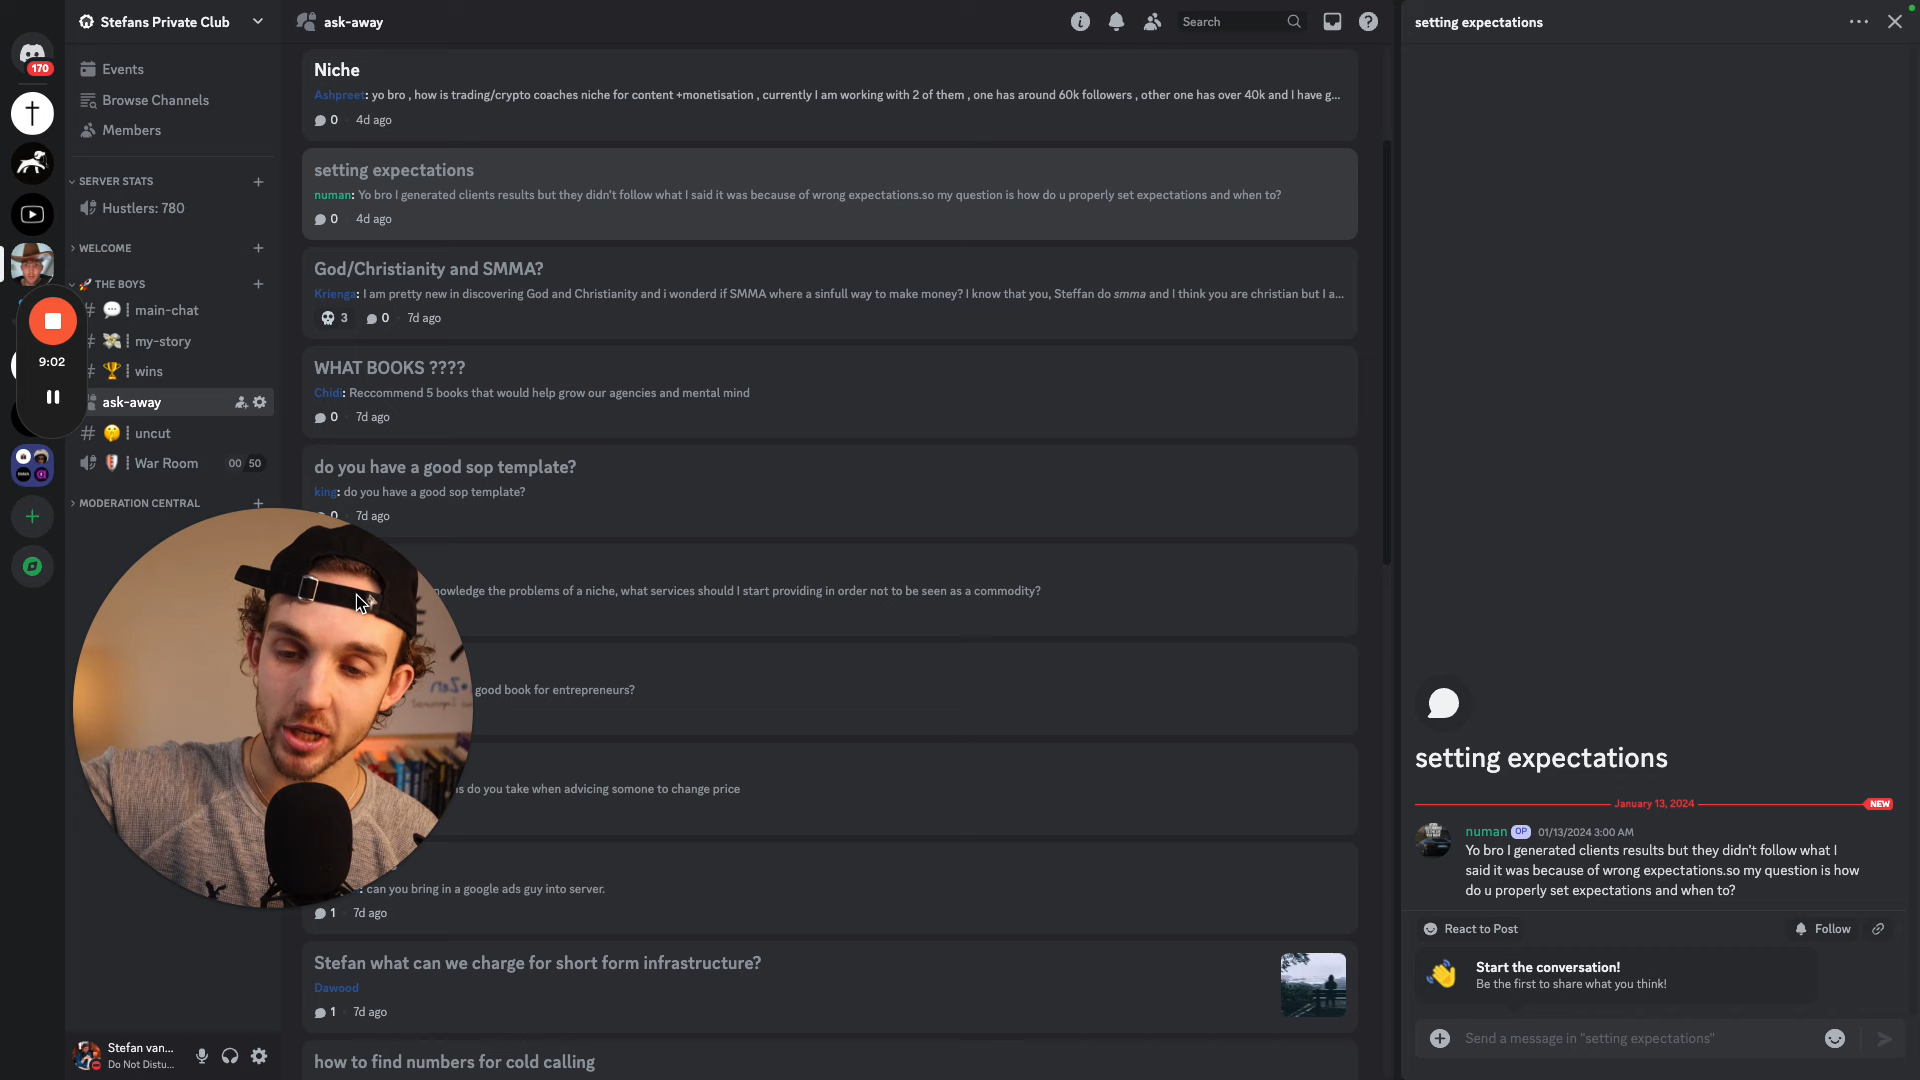 170
Stefans Private Club
Events
Browse Channels
Members
SERVER STATS
Hustlers: 780
WELCOME
THE BOYS
main-chat
my-story
wins
ask-away
uncut
War Room 00 50
MODERATION CENTRAL
9:02
Stefan van...
Do Not Distu...
ask-away
Search
Niche
Ashpreet: yo bro , how is trading/crypto coaches niche for content +monetisation , currently I am working with 2 of them , one has around 60k followers , other one has over 40k and I have g...
0 4d ago
setting expectations
numan: Yo bro I generated clients results but they didn't follow what I said it was because of wrong expectations.so my question is how do u properly set expectations and when to?
0 4d ago
God/Christianity and SMMA?
Krienga: I am pretty new in discovering God and Christianity and i wonderd if SMMA where a sinfull way to make money? I know that you, Steffan do smma and I think you are christian but I a...
3 0 · 7d ago
WHAT BOOKS ????
Chidi: Reccommend 5 books that would help grow our agencies and mental mind
0 7d ago
do you have a good sop template?
king: do you have a good sop template?
0 7d ago
nowledge the problems of a niche, what services should I start providing in order not to be seen as a commodity?
good book for entrepreneurs?
s do you take when advicing somone to change price
: can you bring in a google ads guy into server.
1 7d ago
Stefan what can we charge for short form infrastructure?
Dawood
1 · 7d ago
how to find numbers for cold calling
setting expectations
setting expectations
January 13, 2024 NEW
numan OP 01/13/2024 3:00 AM
Yo bro I generated clients results but they didn't follow what I
said it was because of wrong expectations.so my question is how
do u properly set expectations and when to?
React to Post Follow
Start the conversation!
Be the first to share what you think!
Send a message in "setting expectations"